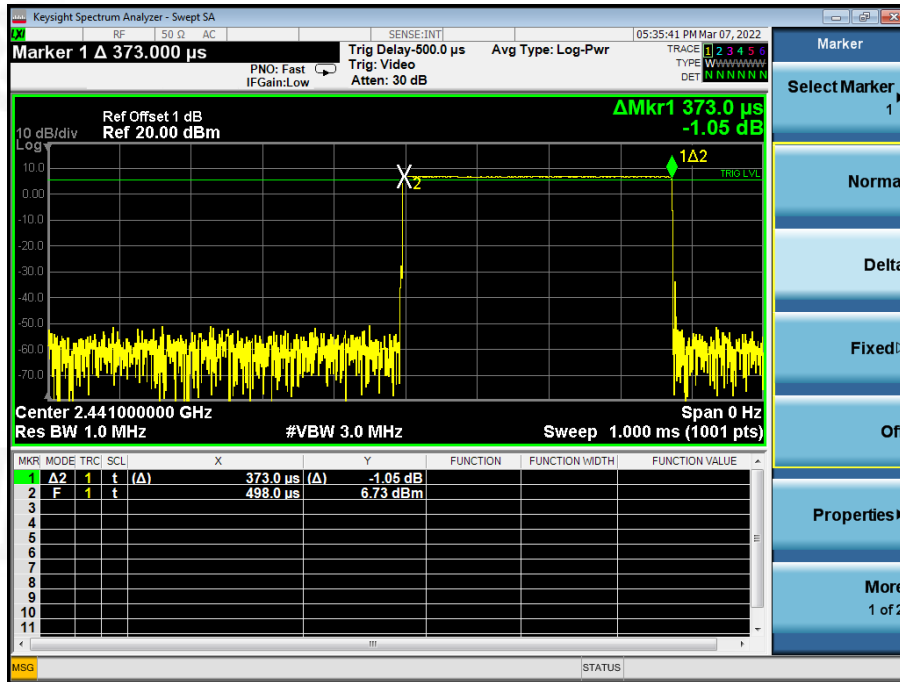 Keysight Spectrum Analyzer - Swept SA
LXI RF 50 Ω AC SENSE:INT 05:35:41 PM Mar 07, 2022
Marker 1 Δ 373.000 µs
Trig Delay-500.0 µs Avg Type: Log-Pwr
TRACE 1 2 3 4 5 6
PNO: Fast Trig: Video
TYPE WWWWWWW
IFGain:Low Atten: 30 dB
DET N N N N N N
Marker
Select Marker
1
Norma
Delta
Fixed
Of
Properties
More
1 of 2
ΔMkr1 373.0 µs
-1.05 dB
Ref Offset 1 dB
10 dB/div Ref 20.00 dBm
Log
1Δ2
TRIG LVL
2
10.0
0.00
-10.0
-20.0
-30.0
-40.0
-50.0
-60.0
-70.0
Center 2.441000000 GHz Span 0 Hz
Res BW 1.0 MHz #VBW 3.0 MHz Sweep 1.000 ms (1001 pts)
MKR MODE TRC SCL X Y FUNCTION FUNCTION WIDTH FUNCTION VALUE
1 Δ2 1 t (Δ) 373.0 µs (Δ) -1.05 dB
2 F 1 t 498.0 µs 6.73 dBm
3
4
5
6
7
8
9
10
11
MSG STATUS